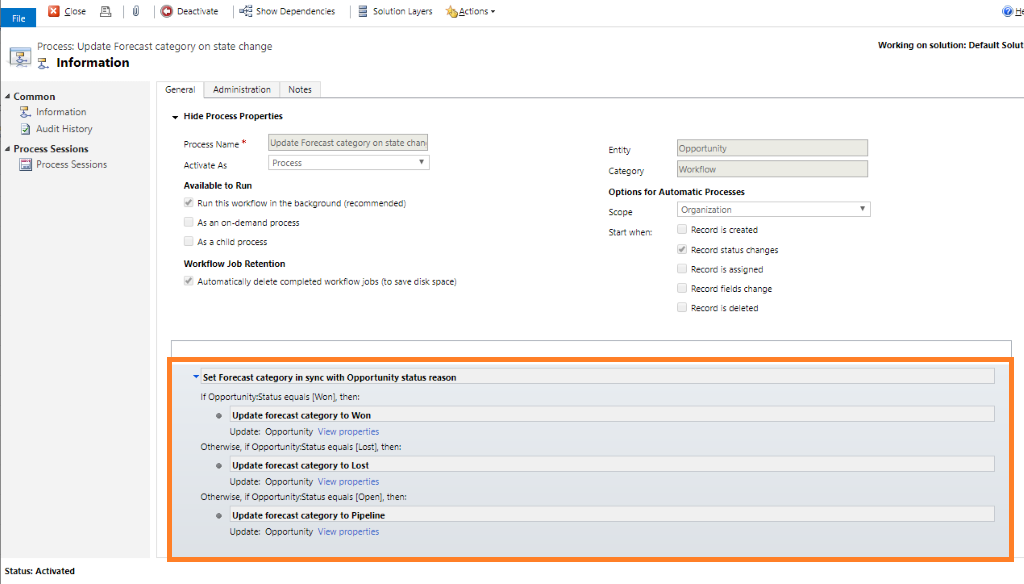 File
Close
Deactivate
Show Dependencies
Solution Layers
Actions
Process: Update Forecast category on state change
Information
Working on solution: Default Solut
Common
Information
Audit History
Process Sessions
Process Sessions
General Administration Notes
Hide Process Properties
Process Name * Update Forecast category on state chan
Activate As Process
Available to Run
Run this workflow in the background (recommended)
As an on-demand process
As a child process
Workflow Job Retention
Automatically delete completed workflow jobs (to save disk space)
Entity Opportunity
Category Workflow
Options for Automatic Processes
Scope Organization
Start when: Record is created
Record status changes
Record is assigned
Record fields change
Record is deleted
Set Forecast category in sync with Opportunity status reason
If Opportunity:Status equals [Won], then:
Update forecast category to Won
Update: Opportunity View properties
Otherwise, if Opportunity:Status equals [Lost], then:
Update forecast category to Lost
Update: Opportunity View properties
Otherwise, if Opportunity:Status equals [Open], then:
Update forecast category to Pipeline
Update: Opportunity View properties
Status: Activated